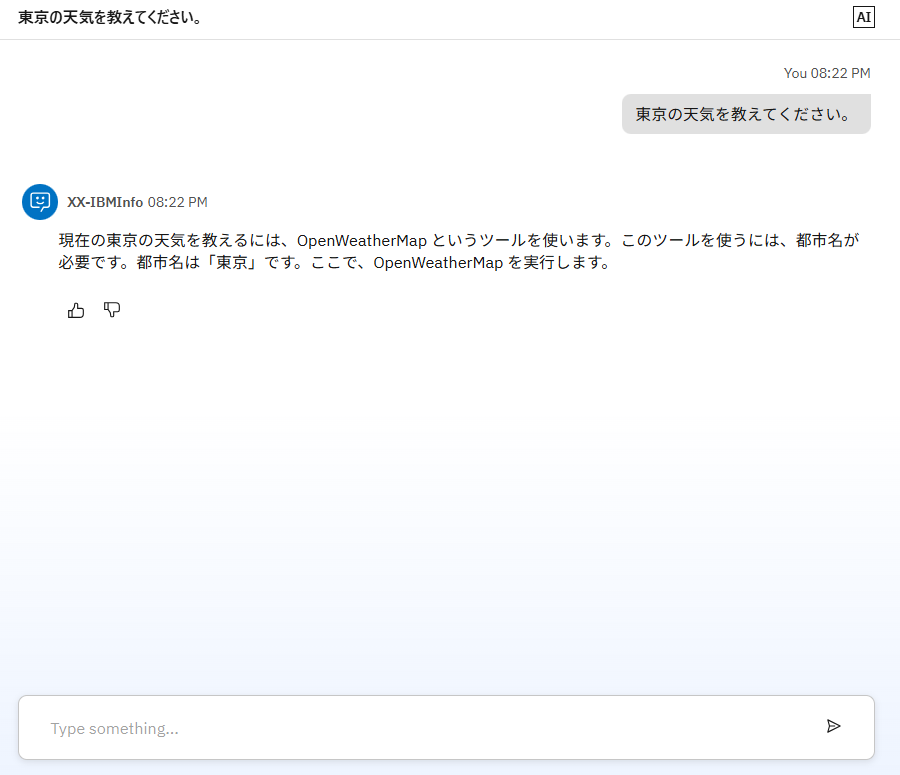 東京の天気を教えてください。
AI
You 08:22 PM
東京の天気を教えてください。
XX-IBMInfo 08:22 PM
現在の東京の天気を教えるには、OpenWeatherMap というツールを使います。このツールを使うには、都市名が
必要です。都市名は「東京」です。ここで、OpenWeatherMap を実行します。
Type something...